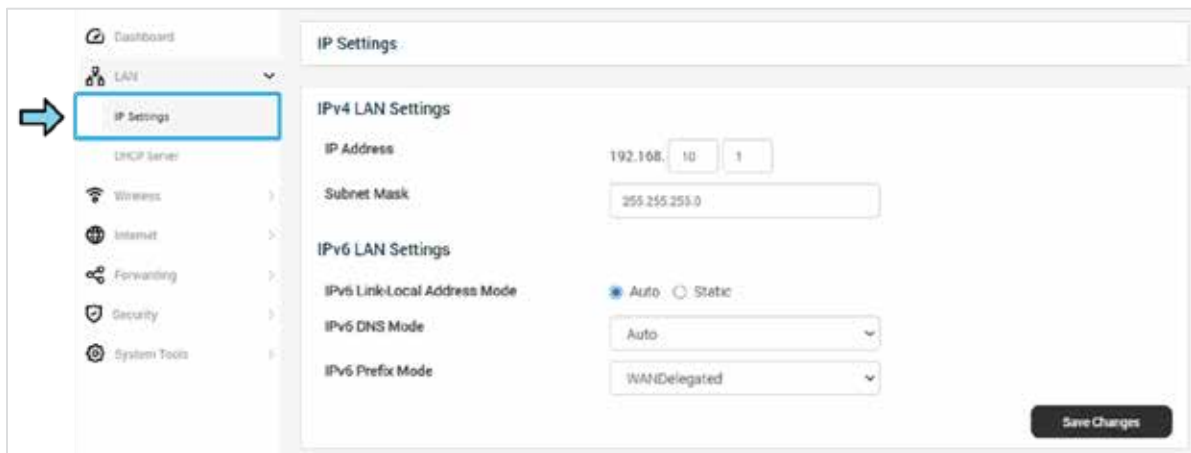 Dashboard
LAN
IP Settings
DHCP Server
Wireless
Internet
Forwarding
Security
System Tools
IP Settings
IPv4 LAN Settings
IP Address 192.168. 10 1
Subnet Mask 255.255.255.0
IPv6 LAN Settings
IPv6 Link-Local Address Mode Auto Static
IPv6 DNS Mode Auto
IPv6 Prefix Mode WANDelegated
Save Changes